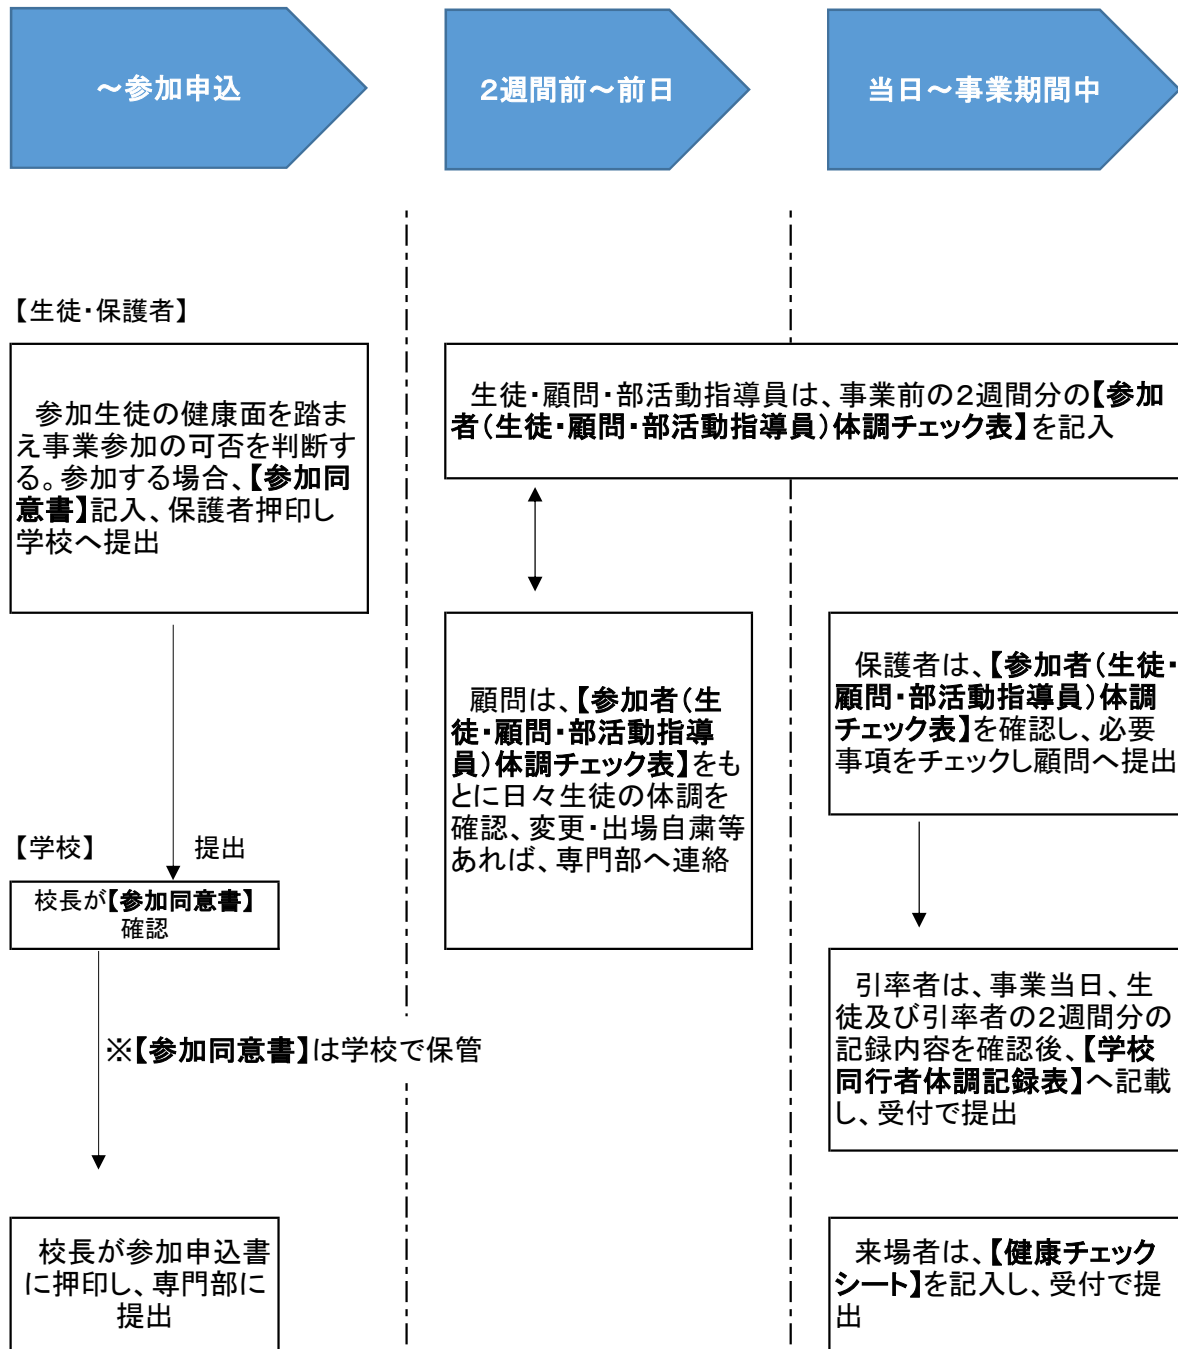 ～参加申込
2週間前～前日
当日～事業期間中
【生徒・保護者】
参加生徒の健康面を踏ま
え事業参加の可否を判断す
る。参加する場合、【参加同
意書】記入、保護者押印し
学校へ提出
【学校】
提出
校長が【参加同意書】
確認
※【参加同意書】は学校で保管
校長が参加申込書
に押印し、専門部に
提出
生徒・顧問・部活動指導員は、事業前の2週間分の【参加
者（生徒・顧問・部活動指導員）体調チェック表】を記入
顧問は、【参加者（生
徒・顧問・部活動指導
員）体調チェック表】をも
とに日々生徒の体調を
確認、変更・出場自粛等
あれば、専門部へ連絡
保護者は、【参加者（生徒・
顧問・部活動指導員）体調
チェック表】を確認し、必要
事項をチェックし顧問へ提出
引率者は、事業当日、生
徒及び引率者の2週間分の
記録内容を確認後、【学校
同行者体調記録表】へ記載
し、受付で提出
来場者は、【健康チェック
シート】を記入し、受付で提
出